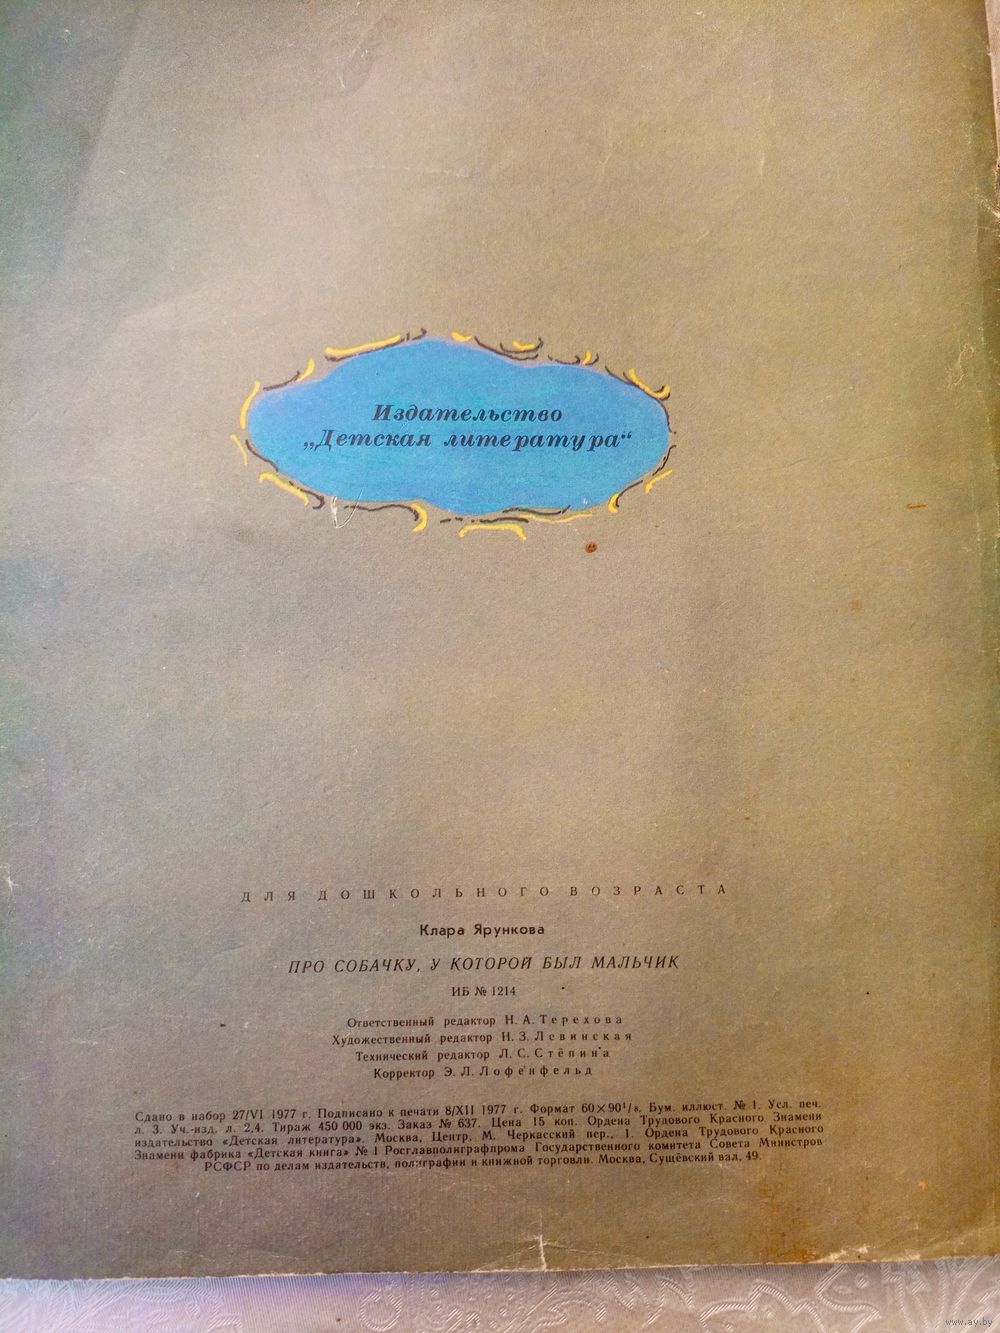 Издательство
„Детская литература“
ДЛЯ ДОШКОЛЬНОГО ВОЗРАСТА
Клара Ярункова
ПРО СОБАЧКУ, У КОТОРОЙ БЫЛ МАЛЬЧИК
ИБ № 1214
Ответственный редактор Н. А. Терехова
Художественный редактор Н. З. Левинская
Технический редактор Л. С. Стёпина
Корректор Э. Л. Лофенфельд
Сдано в набор 27/VI 1977 г. Подписано к печати 8/XII 1977 г. Формат 60×90¹/₈. Бум. иллюст. № 1. Усл. печ.
л. 3. Уч.-изд. л. 2,4. Тираж 450 000 экз. Заказ № 637. Цена 15 коп. Ордена Трудового Красного Знамени
издательство «Детская литература». Москва, Центр, М. Черкасский пер., 1. Ордена Трудового Красного
Знамени фабрика «Детская книга» № 1 Росглавполиграфпрома Государственного комитета Совета Министров
РСФСР по делам издательств, полиграфии и книжной торговли. Москва, Сущёвский вал, 49.
www.ay.by